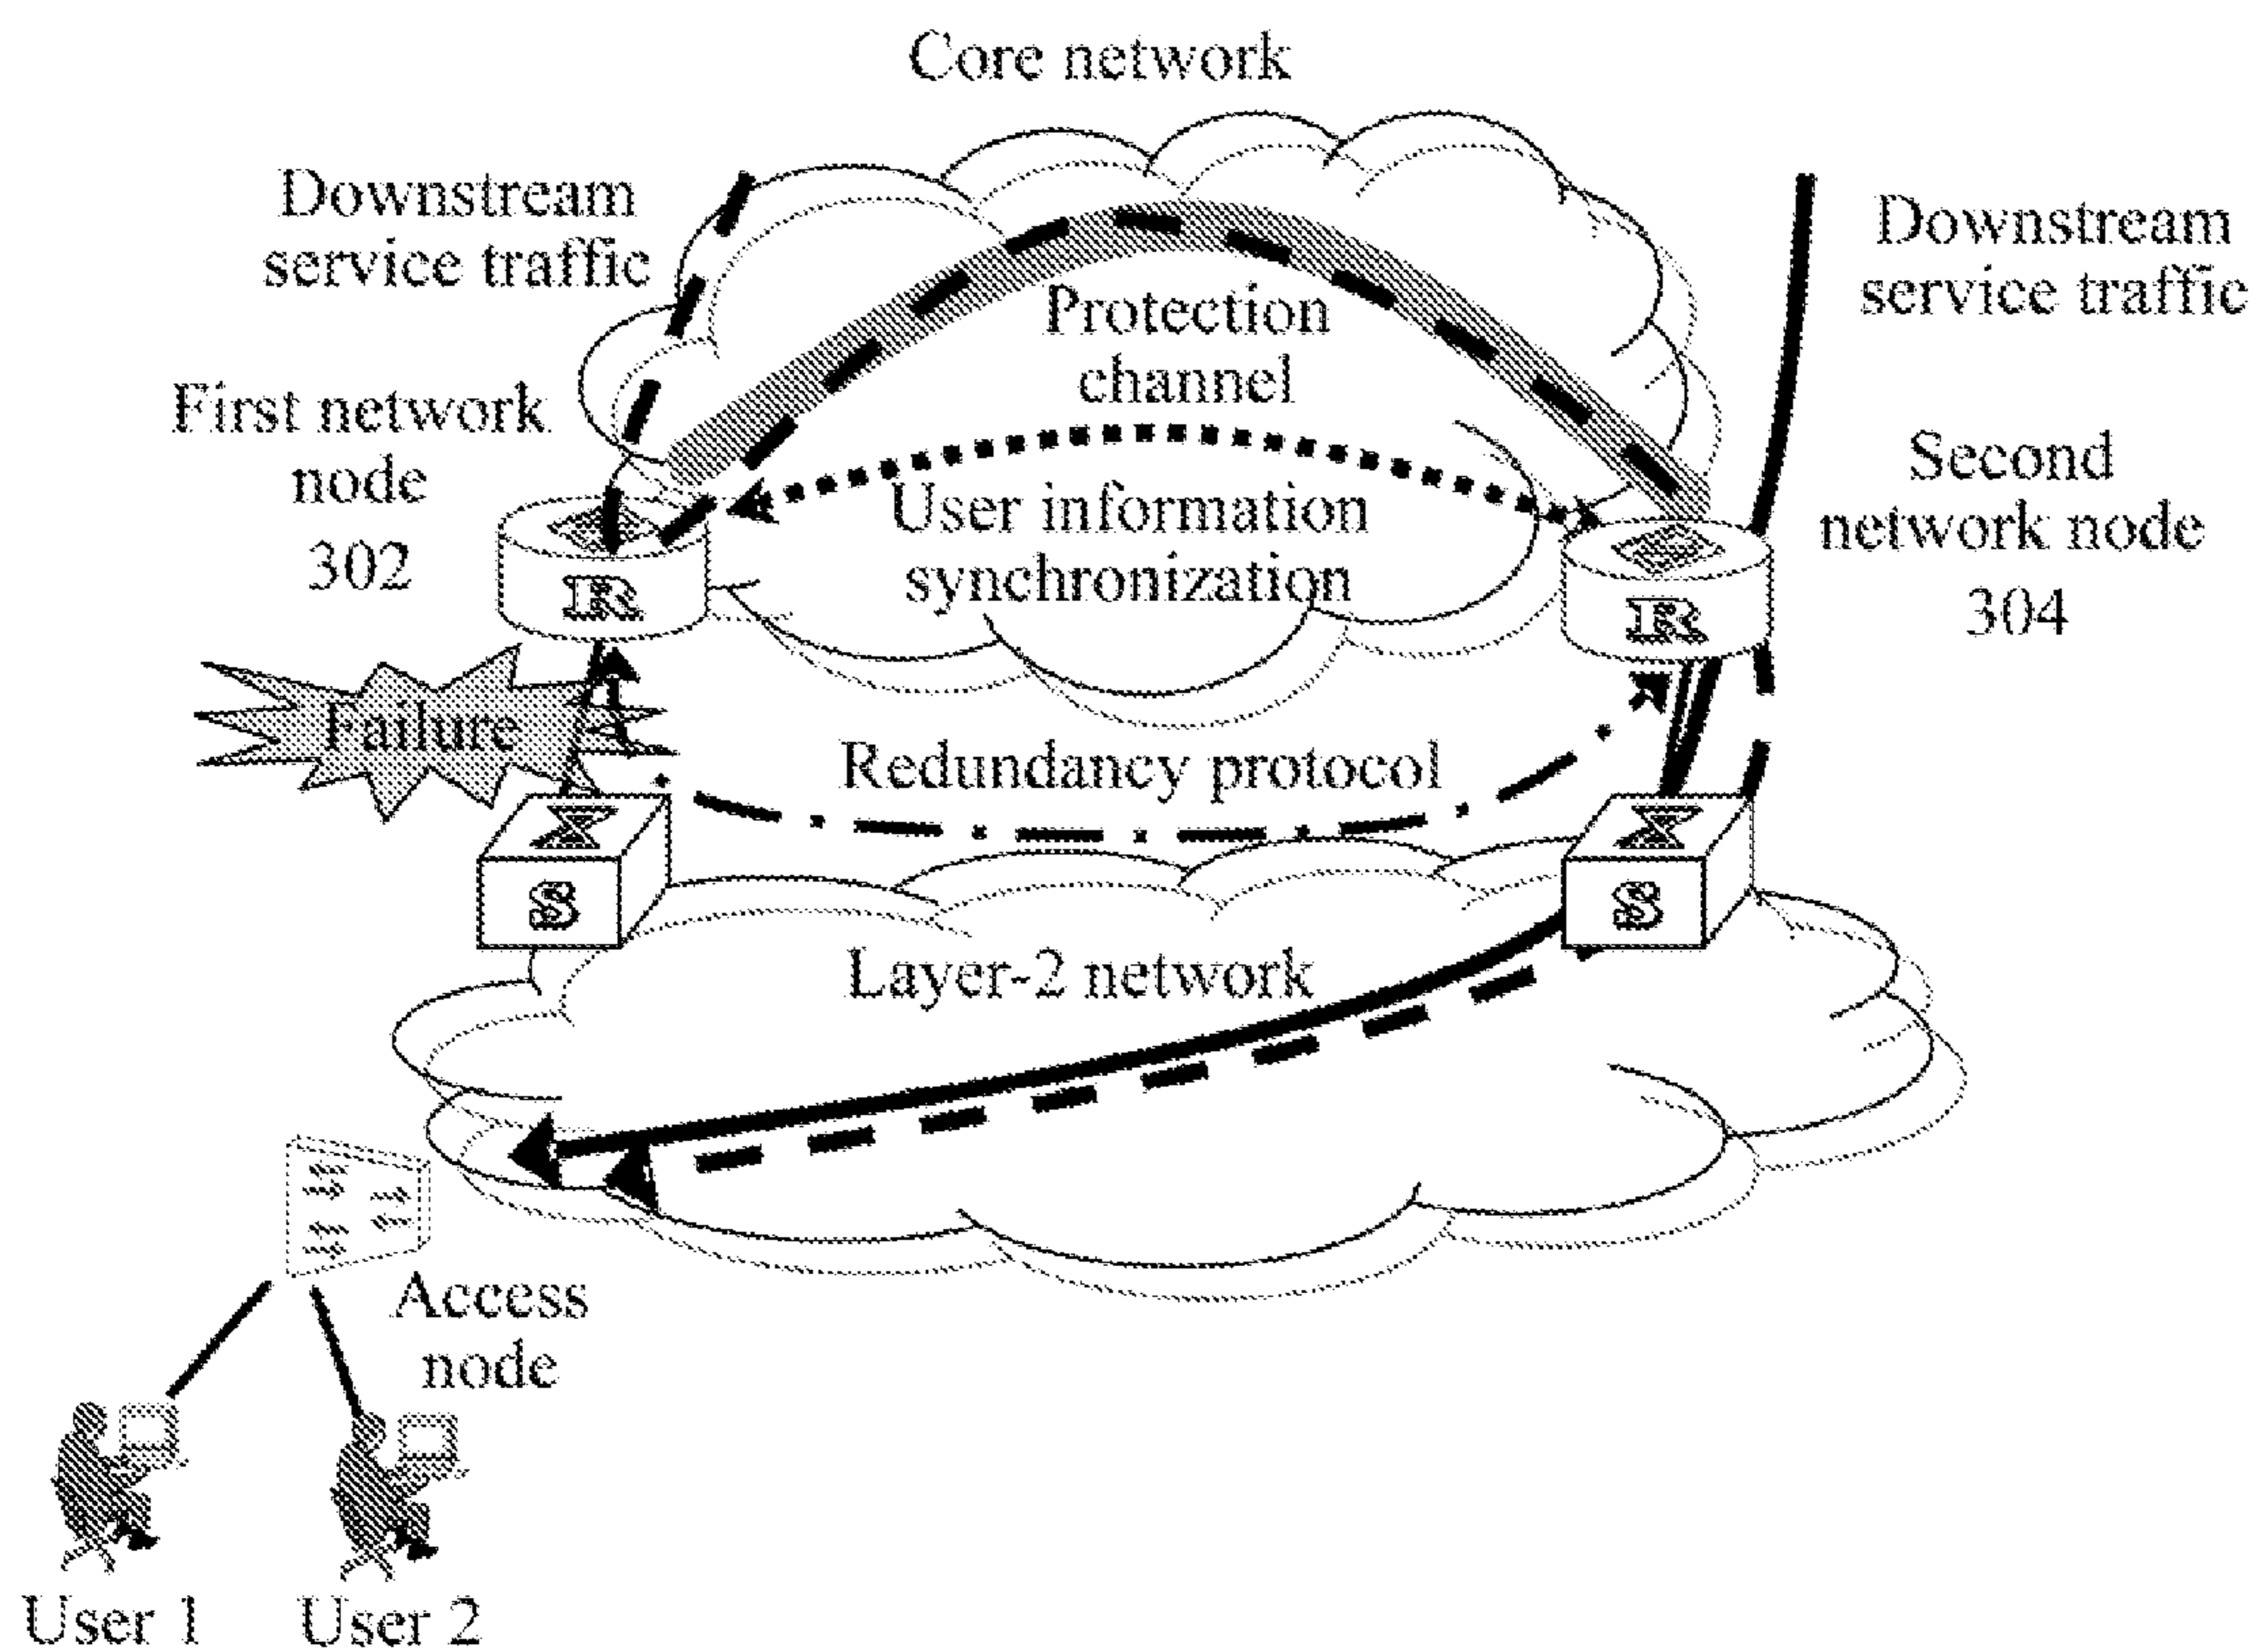 Core network
Downstream
service traffic
Downstream
service traffic
Protection
channel
First network
node
302
Second
network node
304
User information
synchronization
R
R
Failure
Redundancy protocol
S
S
Layer-2 network
Access
node
User 1
User 2